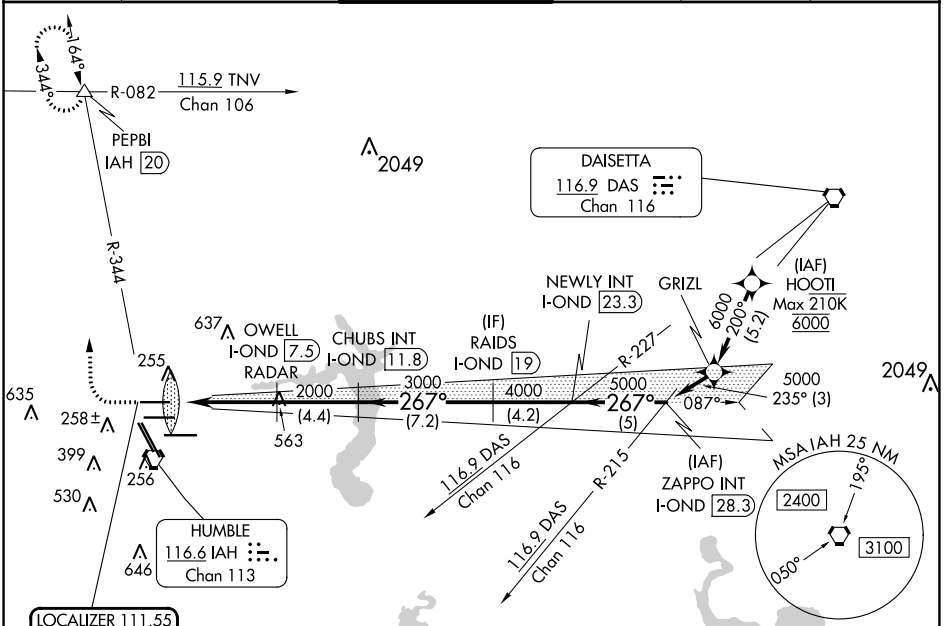 164°
344°
R-082
115.9 TNV
Chan 106
PEPBI
IAH 20
2049
DAISETTA
116.9 DAS
Chan 116
R-344
(IAF)
HOOTI
Max 210K
6000
6000
200°
(5.2)
NEWLY INT
I-OND 23.3
GRIZL
(IF)
RAIDS
I-OND 19
CHUBS INT
I-OND 11.8
637
OWELL
I-OND 7.5
RADAR
R-227
255
2000
3000
4000
5000
5000
235° (3)
2049
635
258±
267°
267°
087°
(4.4)
(7.2)
(4.2)
(5)
563
399
256
530
116.9 DAS
Chan 116
R-215
(IAF)
ZAPPO INT
I-OND 28.3
MSA IAH 25 NM
195°
2400
3100
050°
116.9 DAS
Chan 116
HUMBLE
116.6 IAH
Chan 113
646
LOCALIZER 111.55